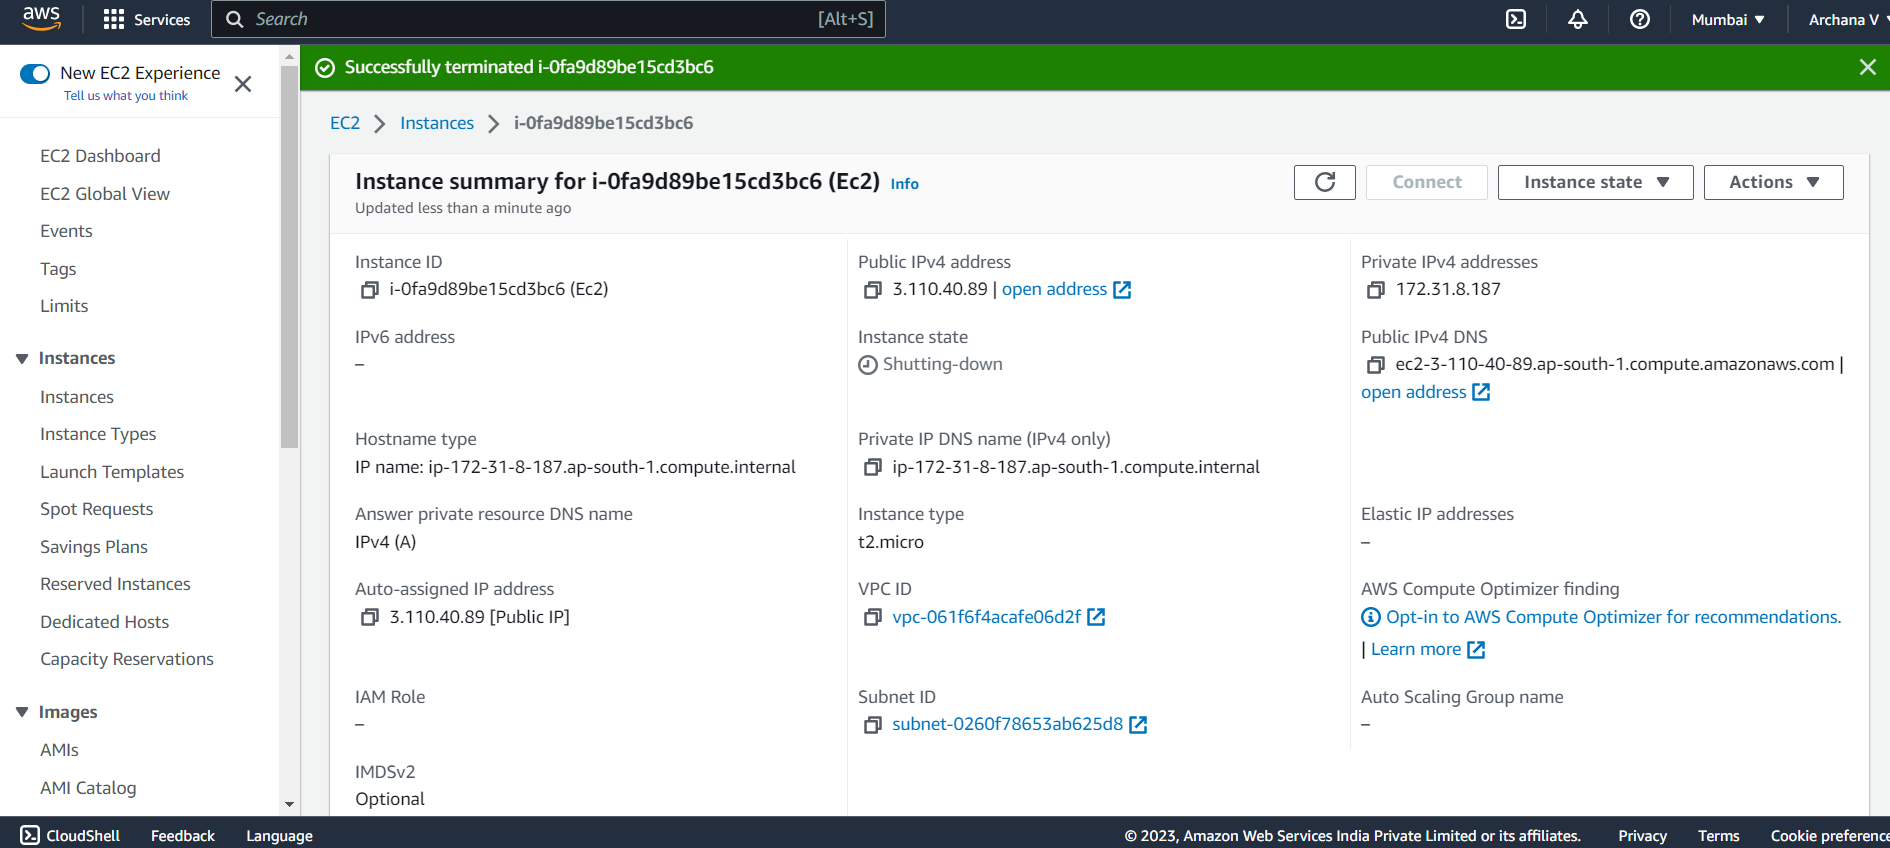 aws
Services
Search
[Alt+S]
Mumbai ▼
Archana V
New EC2 Experience
Tell us what you think
EC2 Dashboard
EC2 Global View
Events
Tags
Limits
Instances
Instances
Instance Types
Launch Templates
Spot Requests
Savings Plans
Reserved Instances
Dedicated Hosts
Capacity Reservations
Images
AMIs
AMI Catalog
Successfully terminated i-0fa9d89be15cd3bc6
EC2 > Instances > i-0fa9d89be15cd3bc6
Instance summary for i-0fa9d89be15cd3bc6 (Ec2) Info
Updated less than a minute ago
Connect
Instance state ▼
Actions ▼
Instance ID
i-0fa9d89be15cd3bc6 (Ec2)
Public IPv4 address
3.110.40.89 | open address
Private IPv4 addresses
172.31.8.187
IPv6 address
–
Instance state
Shutting-down
Public IPv4 DNS
ec2-3-110-40-89.ap-south-1.compute.amazonaws.com |
open address
Hostname type
IP name: ip-172-31-8-187.ap-south-1.compute.internal
Private IP DNS name (IPv4 only)
ip-172-31-8-187.ap-south-1.compute.internal
Answer private resource DNS name
IPv4 (A)
Instance type
t2.micro
Elastic IP addresses
–
Auto-assigned IP address
3.110.40.89 [Public IP]
VPC ID
vpc-061f6f4acafe06d2f
AWS Compute Optimizer finding
Opt-in to AWS Compute Optimizer for recommendations.
| Learn more
IAM Role
–
Subnet ID
subnet-0260f78653ab625d8
Auto Scaling Group name
–
IMDSv2
Optional
CloudShell
Feedback
Language
© 2023, Amazon Web Services India Private Limited or its affiliates.
Privacy
Terms
Cookie preference